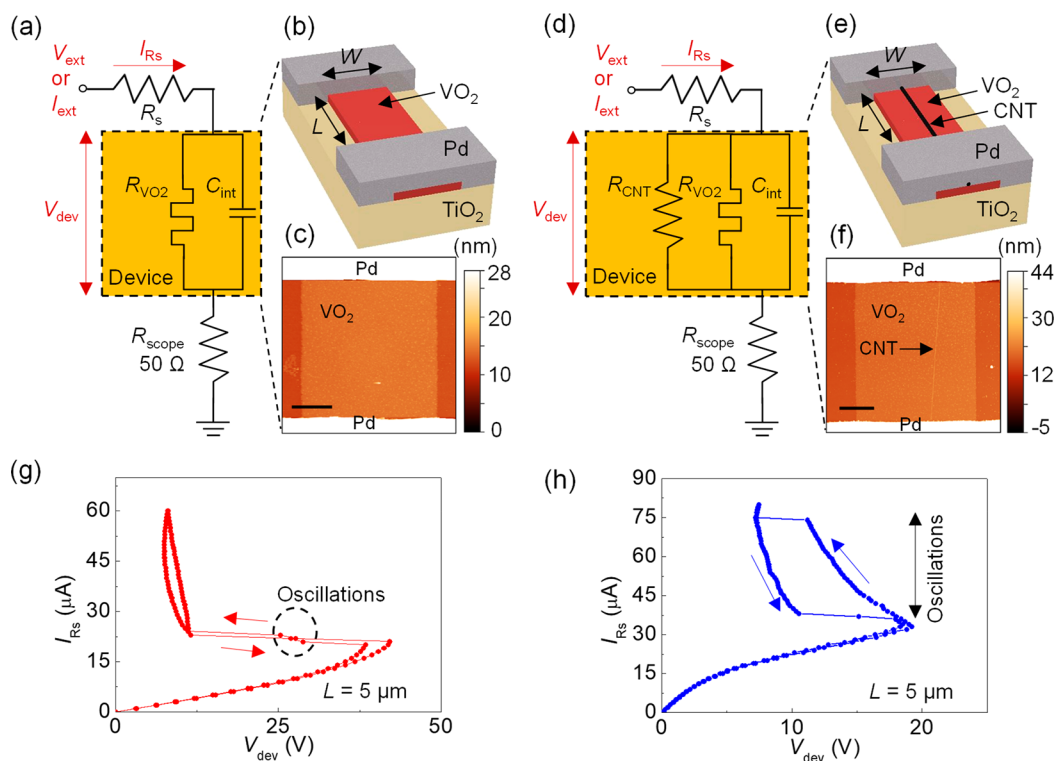 (a)
V_ext
or
I_ext
I_Rs
R_s
V_dev
R_VO2
C_int
Device
R_scope
50 Ω
(b)
W
L
VO₂
Pd
TiO₂
(c)
(nm)
Pd
VO₂
Pd
28
20
10
0
(d)
V_ext
or
I_ext
I_Rs
R_s
V_dev
R_CNT
R_VO2
C_int
Device
R_scope
50 Ω
(e)
W
L
VO₂
CNT
Pd
TiO₂
(f)
(nm)
Pd
VO₂
CNT
Pd
44
30
12
-5
(g)
I_Rs (μA)
60
45
30
15
0
Oscillations
L = 5 μm
0
25
50
V_dev (V)
(h)
I_Rs (μA)
90
75
60
45
30
15
0
Oscillations
L = 5 μm
0
10
20
V_dev (V)